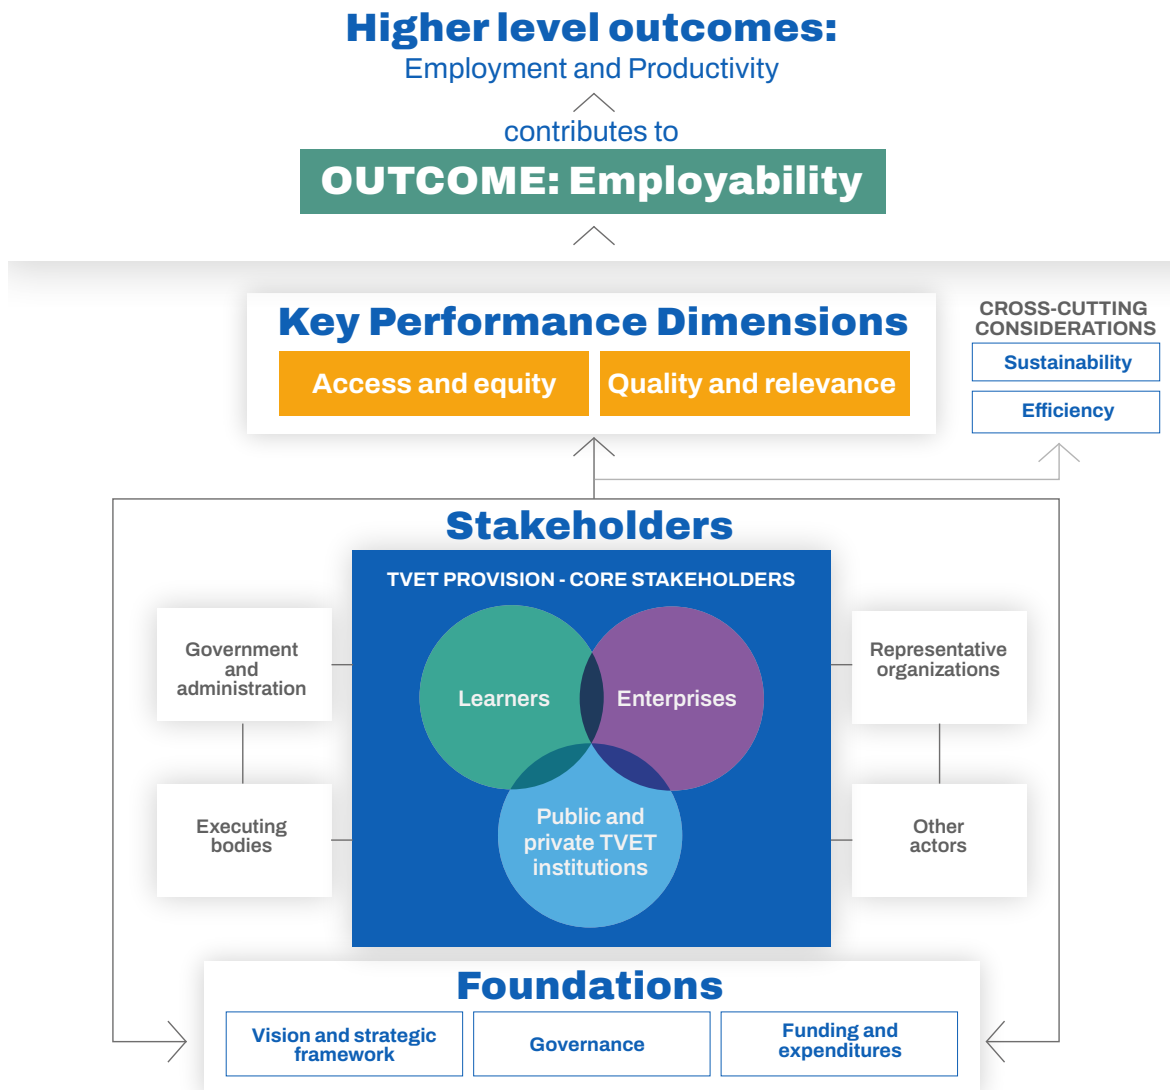 Higher level outcomes:
Employment and Productivity
contributes to
OUTCOME: Employability
Key Performance Dimensions
Access and equity
Quality and relevance
CROSS-CUTTING
CONSIDERATIONS
Sustainability
Efficiency
Stakeholders
TVET PROVISION - CORE STAKEHOLDERS
Government
and
administration
Executing
bodies
Learners
Enterprises
Public and
private TVET
institutions
Representative
organizations
Other
actors
Foundations
Vision and strategic
framework
Governance
Funding and
expenditures